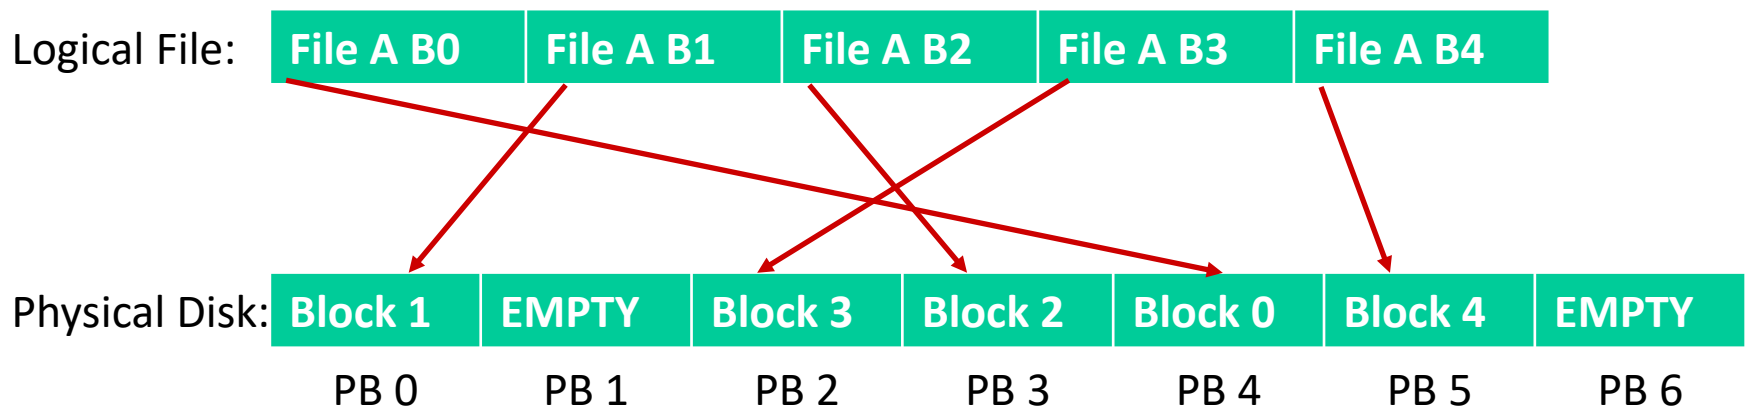 Logical File: File A B0 File A B1 File A B2 File A B3 File A B4
Physical Disk: Block 1 EMPTY Block 3 Block 2 Block 0 Block 4 EMPTY
PB 0 PB 1 PB 2 PB 3 PB 4 PB 5 PB 6